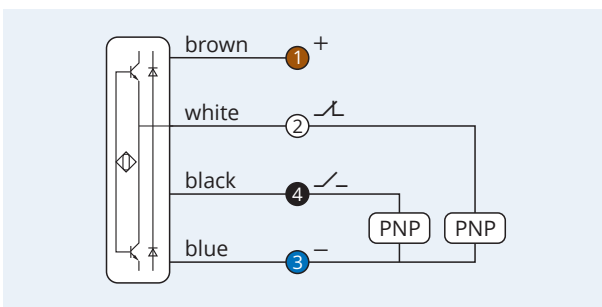 brown 1 +
white 2
black 4
PNP PNP
blue 3 −